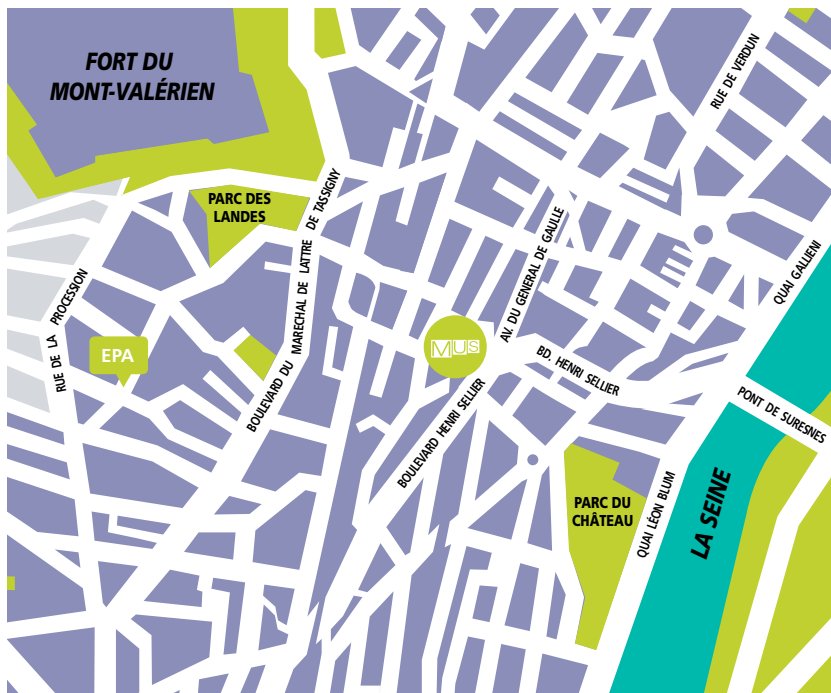 FORT DU
MONT-VALÉRIEN
RUE DE VERDUN
PARC DES
LANDES
BOULEVARD DU MARECHAL DE LATTRE DE TASSIGNY
AV. DU GENERAL DE GAULLE
QUAI GALLIENI
RUE DE LA PROCESSION
EPA
MUS
BD. HENRI SELLIER
BOULEVARD HENRI SELLIER
PONT DE SURESNES
PARC DU
CHÂTEAU
QUAI LÉON BLUM
LA SEINE